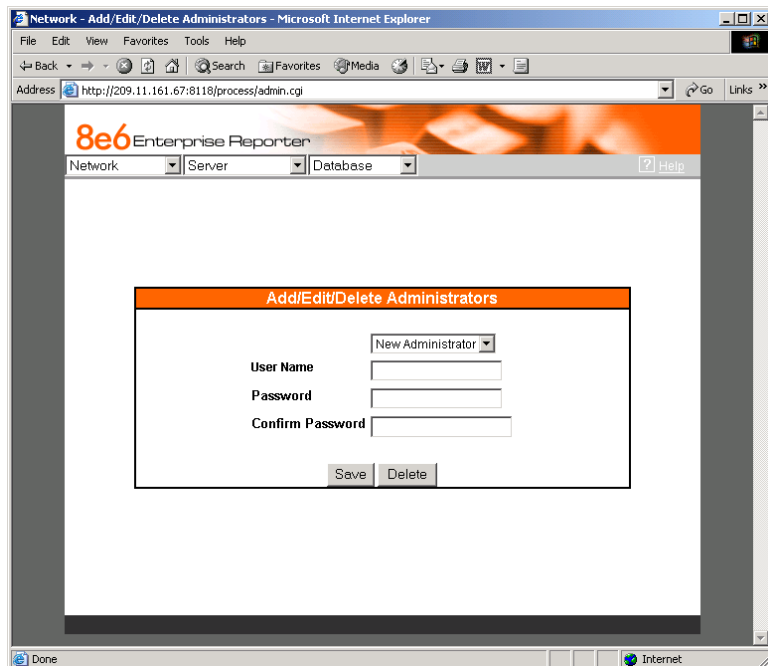 Network - Add/Edit/Delete Administrators - Microsoft Internet Explorer
File Edit View Favorites Tools Help
Back Search Favorites Media
Address http://209.11.161.67:8118/process/admin.cgi Go Links »
8e6 Enterprise Reporter
Network Server Database ? Help
Add/Edit/Delete Administrators
New Administrator
User Name
Password
Confirm Password
Save Delete
Done Internet